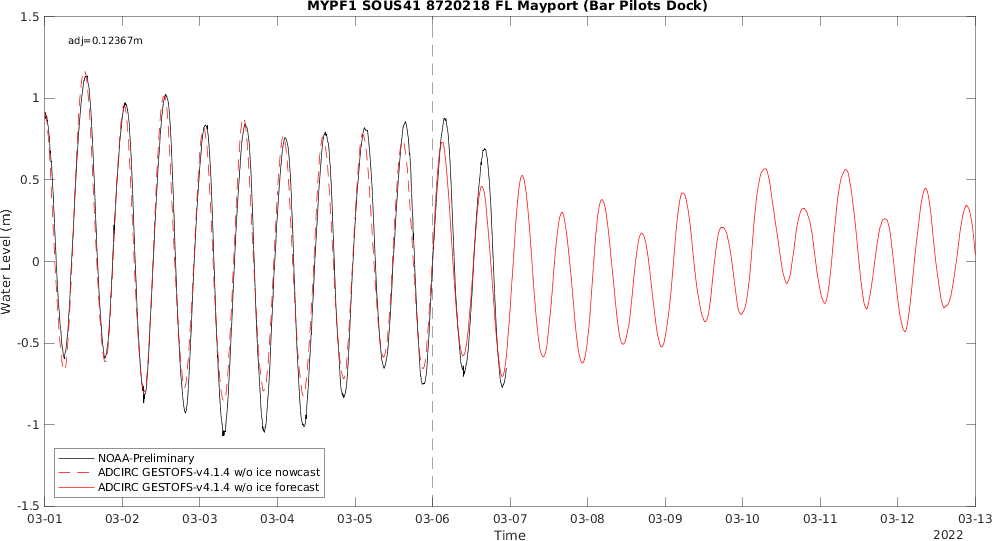 MYPF1 SOUS41 8720218 FL Mayport (Bar Pilots Dock)
1.5
adj=0.12367m
1
0.5
0
-0.5
-1
-1.5
Water Level (m)
NOAA-Preliminary
ADCIRC GESTOFS-v4.1.4 w/o ice nowcast
ADCIRC GESTOFS-v4.1.4 w/o ice forecast
03-01 03-02 03-03 03-04 03-05 03-06 03-07 03-08 03-09 03-10 03-11 03-12 03-13
Time
2022